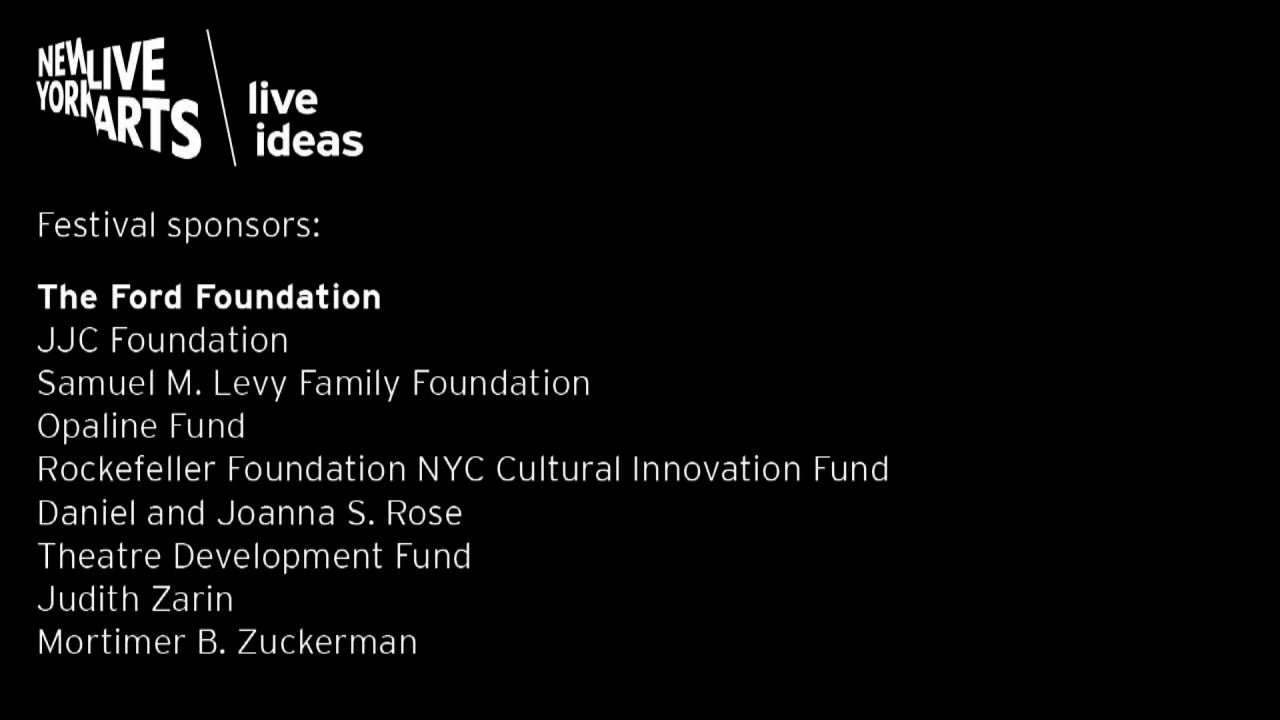 NEW YORK LIVE ARTS
live
ideas
Festival sponsors:
The Ford Foundation
JJC Foundation
Samuel M. Levy Family Foundation
Opaline Fund
Rockefeller Foundation NYC Cultural Innovation Fund
Daniel and Joanna S. Rose
Theatre Development Fund
Judith Zarin
Mortimer B. Zuckerman